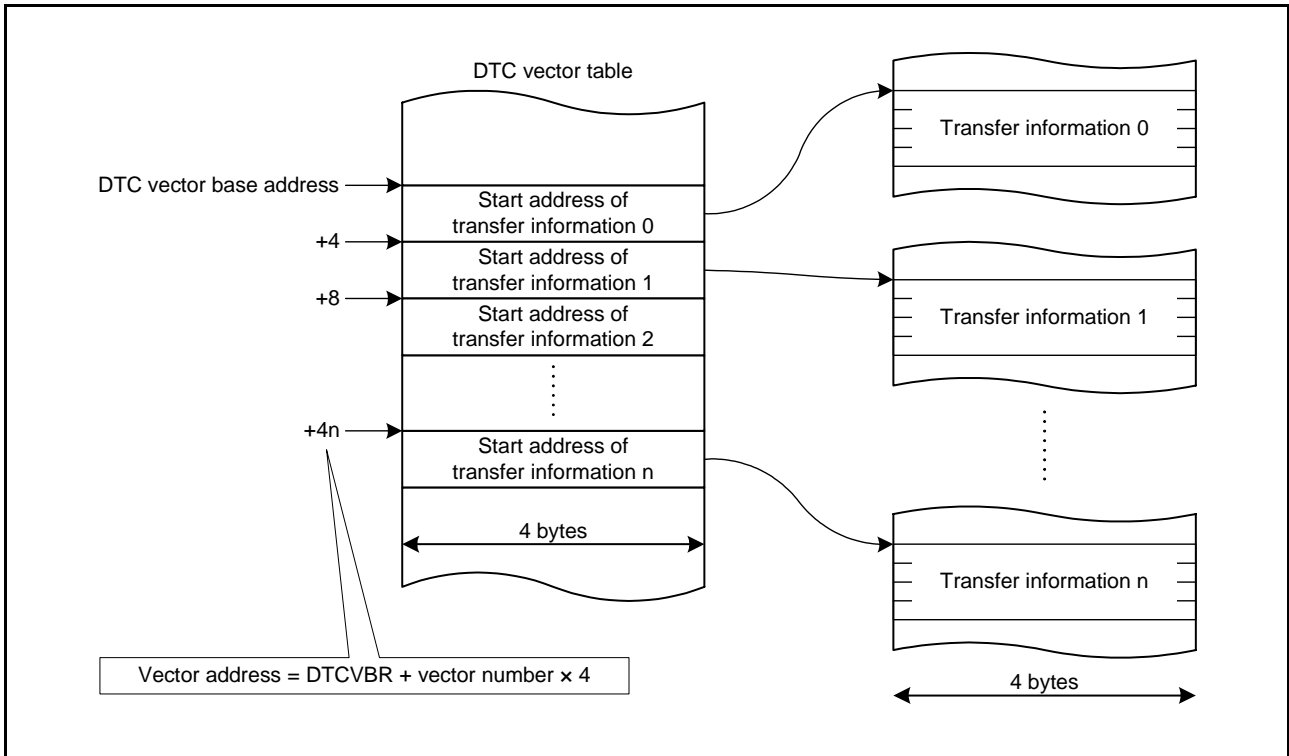 DTC vector table
DTC vector base address
Start address of
transfer information 0
+4
Start address of
transfer information 1
+8
Start address of
transfer information 2
+4n
Start address of
transfer information n
4 bytes
Vector address = DTCVBR + vector number × 4
Transfer information 0
Transfer information 1
Transfer information n
4 bytes